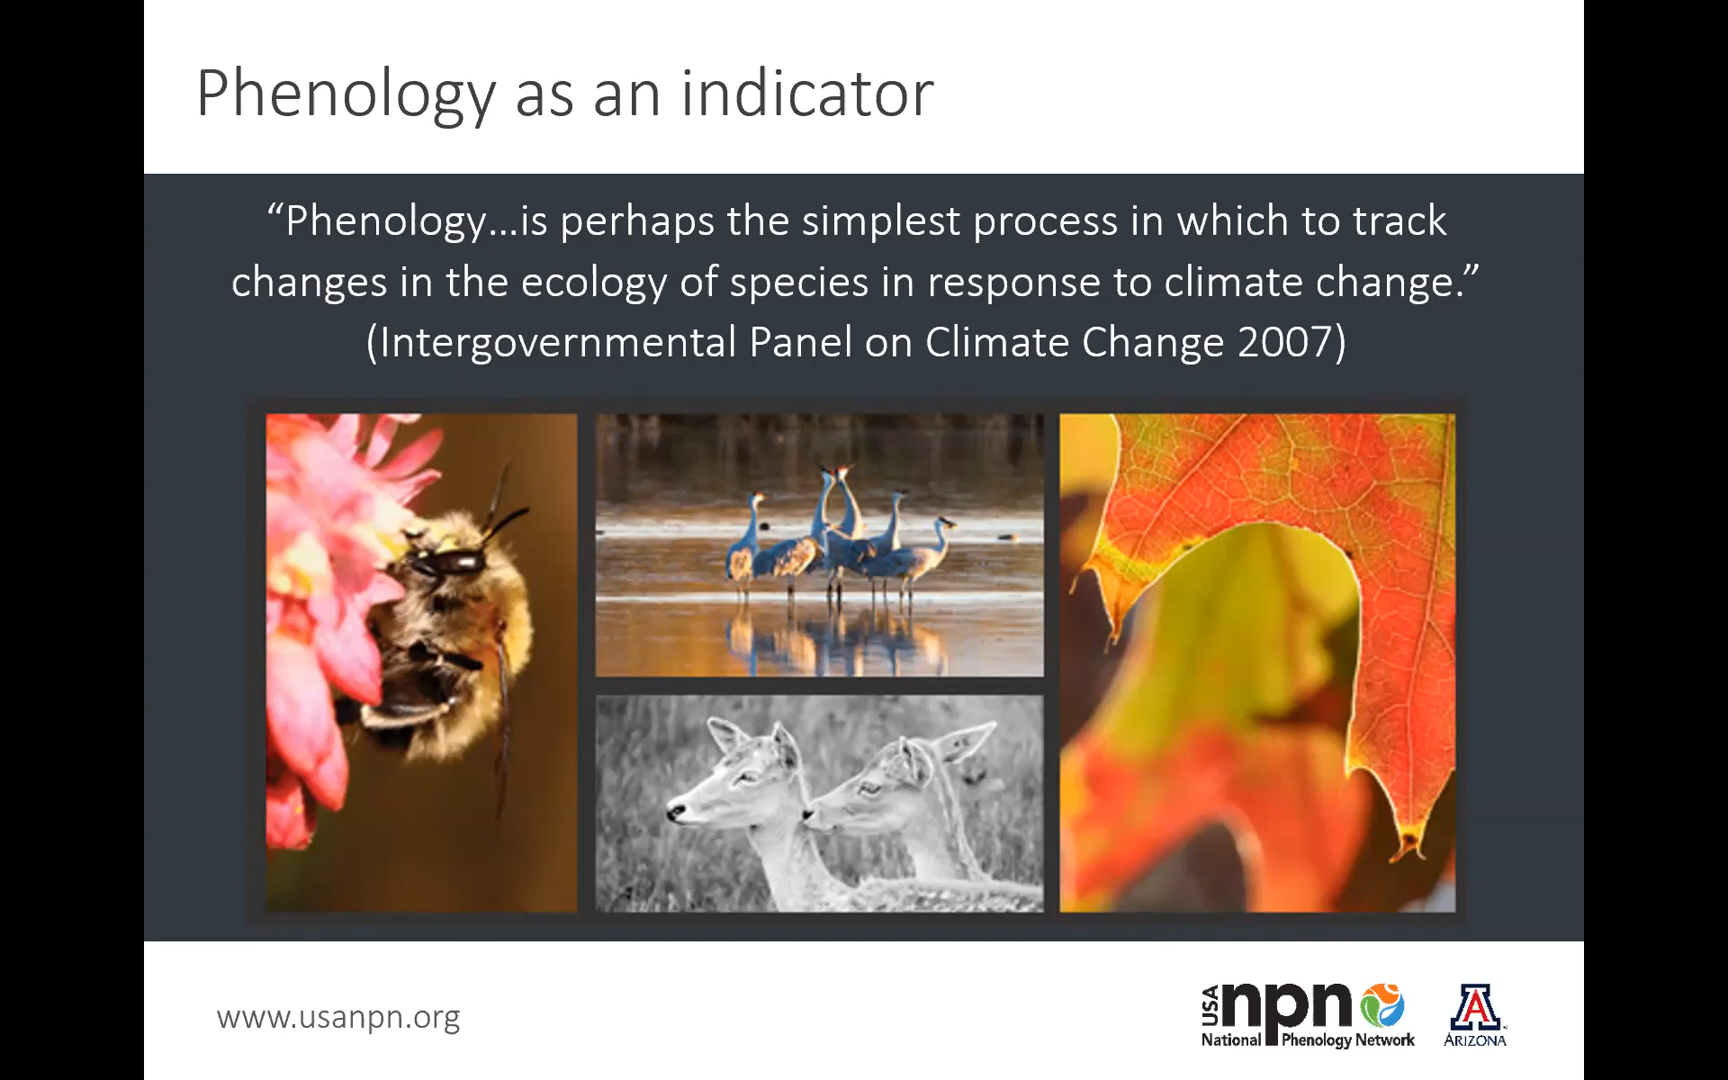 Phenology as an indicator
“Phenology…is perhaps the simplest process in which to track
changes in the ecology of species in response to climate change.”
(Intergovernmental Panel on Climate Change 2007)
www.usanpn.org
USA npn
National Phenology Network
A
ARIZONA